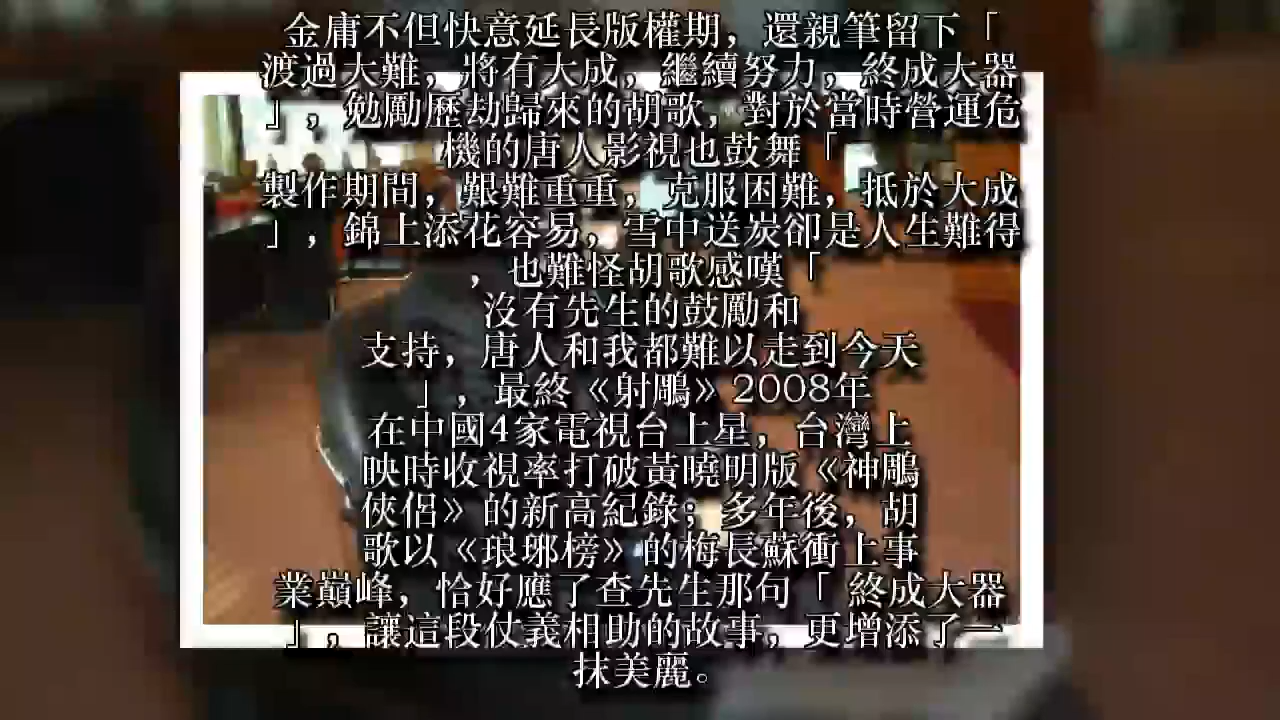 金庸不但快意延長版權期，還親筆留下「
渡過大難，將有大成，繼續努力，終成大器
」，勉勵歷劫歸來的胡歌，對於當時營運危
機的唐人影視也鼓舞「
製作期間，艱難重重，克服困難，抵於大成
」，錦上添花容易，雪中送炭卻是人生難得
，也難怪胡歌感嘆「
沒有先生的鼓勵和
支持，唐人和我都難以走到今天
」，最終《射鵰》2008年
在中國4家電視台上星，台灣上
映時收視率打破黃曉明版《神鵰
俠侶》的新高紀錄；多年後，胡
歌以《琅琊榜》的梅長蘇衝上事
業巔峰，恰好應了查先生那句「 終成大器
」，讓這段仗義相助的故事，更增添了一
抹美麗。